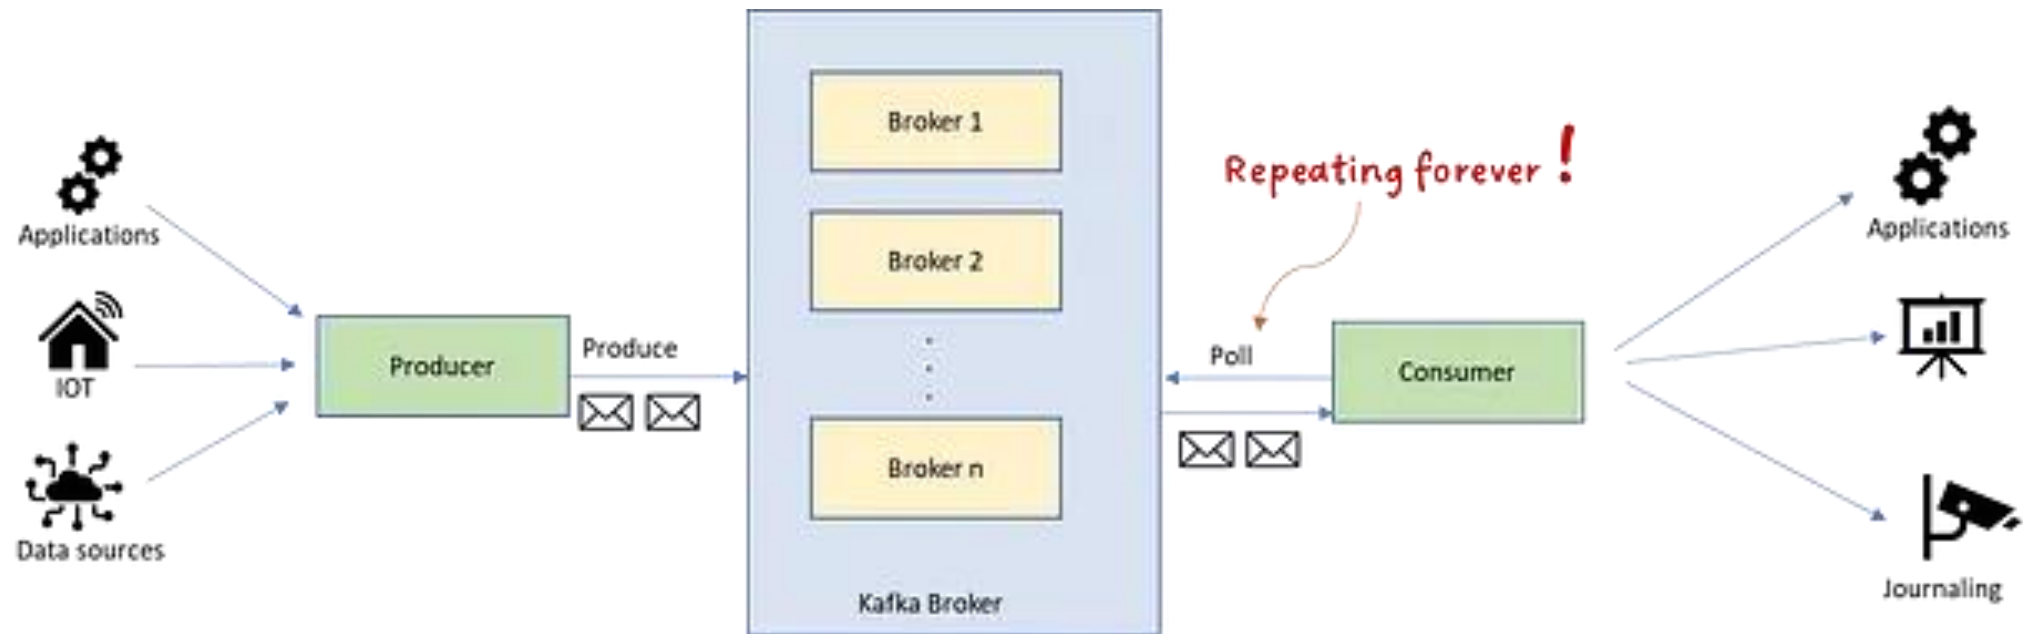 Applications
IOT
Data sources
Producer
Produce
Broker 1
Broker 2
Broker n
Kafka Broker
Repeating forever !
Poll
Consumer
Applications
Journaling